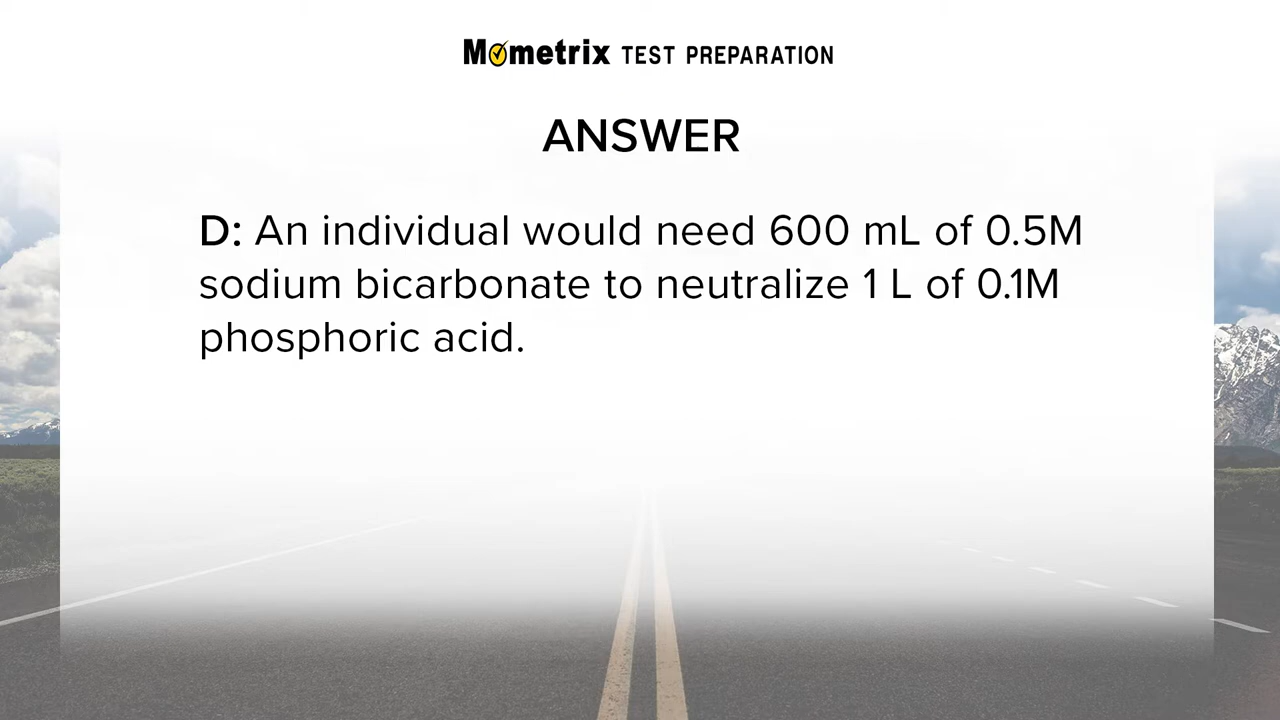 Mometrix TEST PREPARATION
ANSWER
D: An individual would need 600 mL of 0.5M
sodium bicarbonate to neutralize 1 L of 0.1M
phosphoric acid.